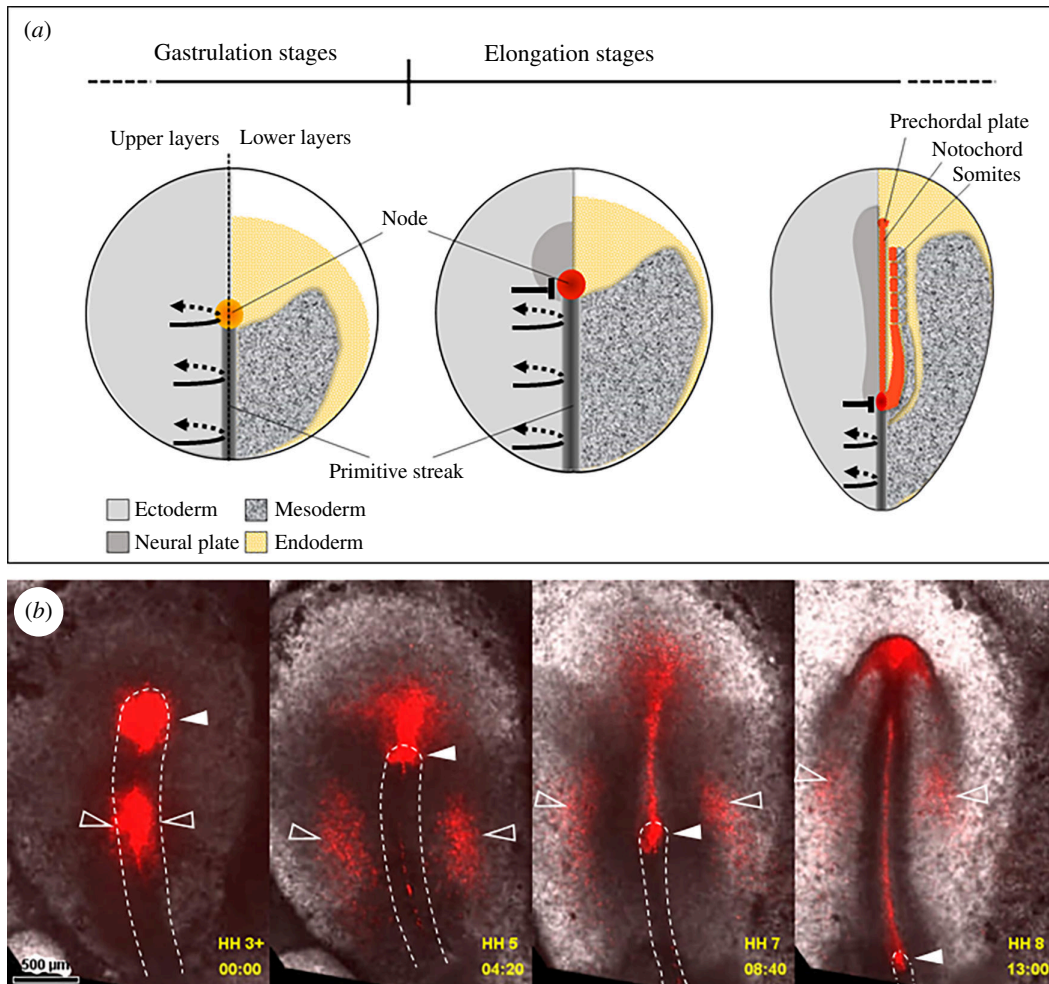 (a)
Gastrulation stages
Elongation stages
Upper layers
Lower layers
Prechordal plate
Notochord
Somites
Node
Primitive streak
Ectoderm
Mesoderm
Neural plate
Endoderm
(b)
HH 3+
00:00
500 µm
HH 5
04:20
HH 7
08:40
HH 8
13:00